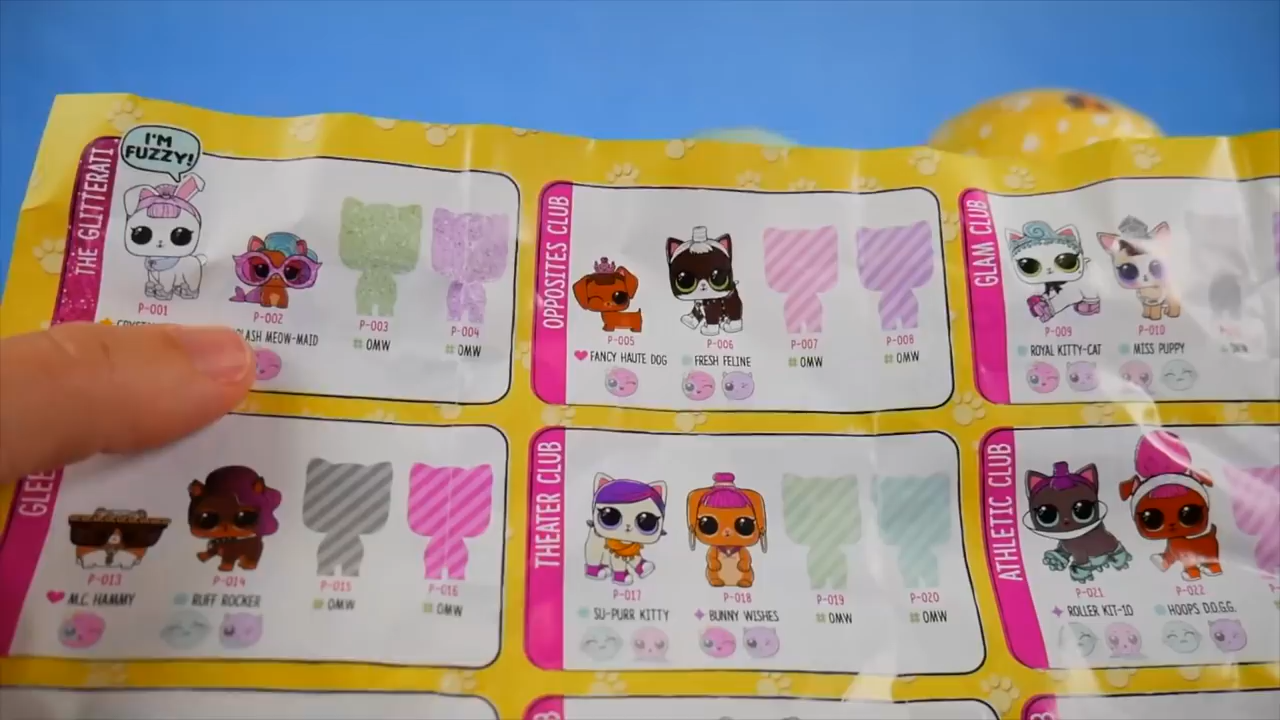 I'M
FUZZY!
THE GLITTERATI
P-001
P-002
P-003
P-004
LASH MEOW-MAID
OMW
OMW
OPPOSITES CLUB
P-005
P-006
P-007
P-008
FANCY HAUTE DOG
FRESH FELINE
OMW
OMW
GLAM CLUB
P-009
P-010
ROYAL KITTY-CAT
MISS PUPPY
GLEE
P-013
P-014
P-015
P-016
M.C. HAMMY
RUFF ROCKER
OMW
OMW
THEATER CLUB
P-017
P-018
P-019
P-020
SU-PURR KITTY
BUNNY WISHES
OMW
OMW
ATHLETIC CLUB
P-021
P-022
ROLLER KIT-10
HOOPS D.O.G.G.